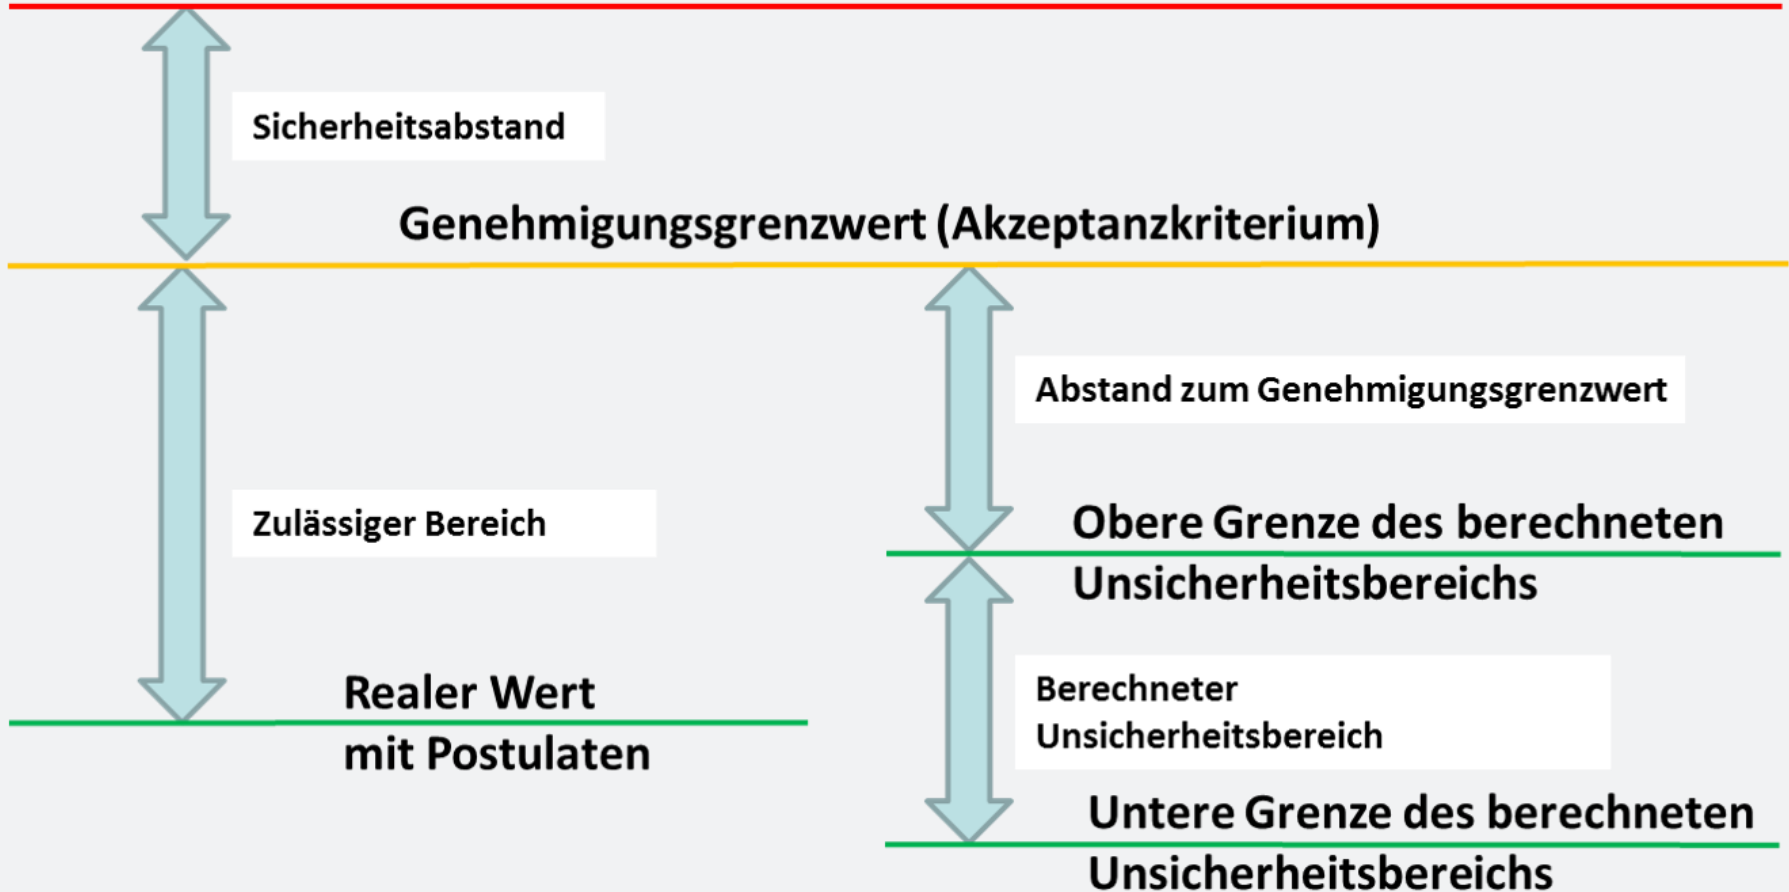 Sicherheitsabstand
Genehmigungsgrenzwert (Akzeptanzkriterium)
Abstand zum Genehmigungsgrenzwert
Zulässiger Bereich
Obere Grenze des berechneten
Unsicherheitsbereichs
Realer Wert
mit Postulaten
Berechneter
Unsicherheitsbereich
Untere Grenze des berechneten
Unsicherheitsbereichs